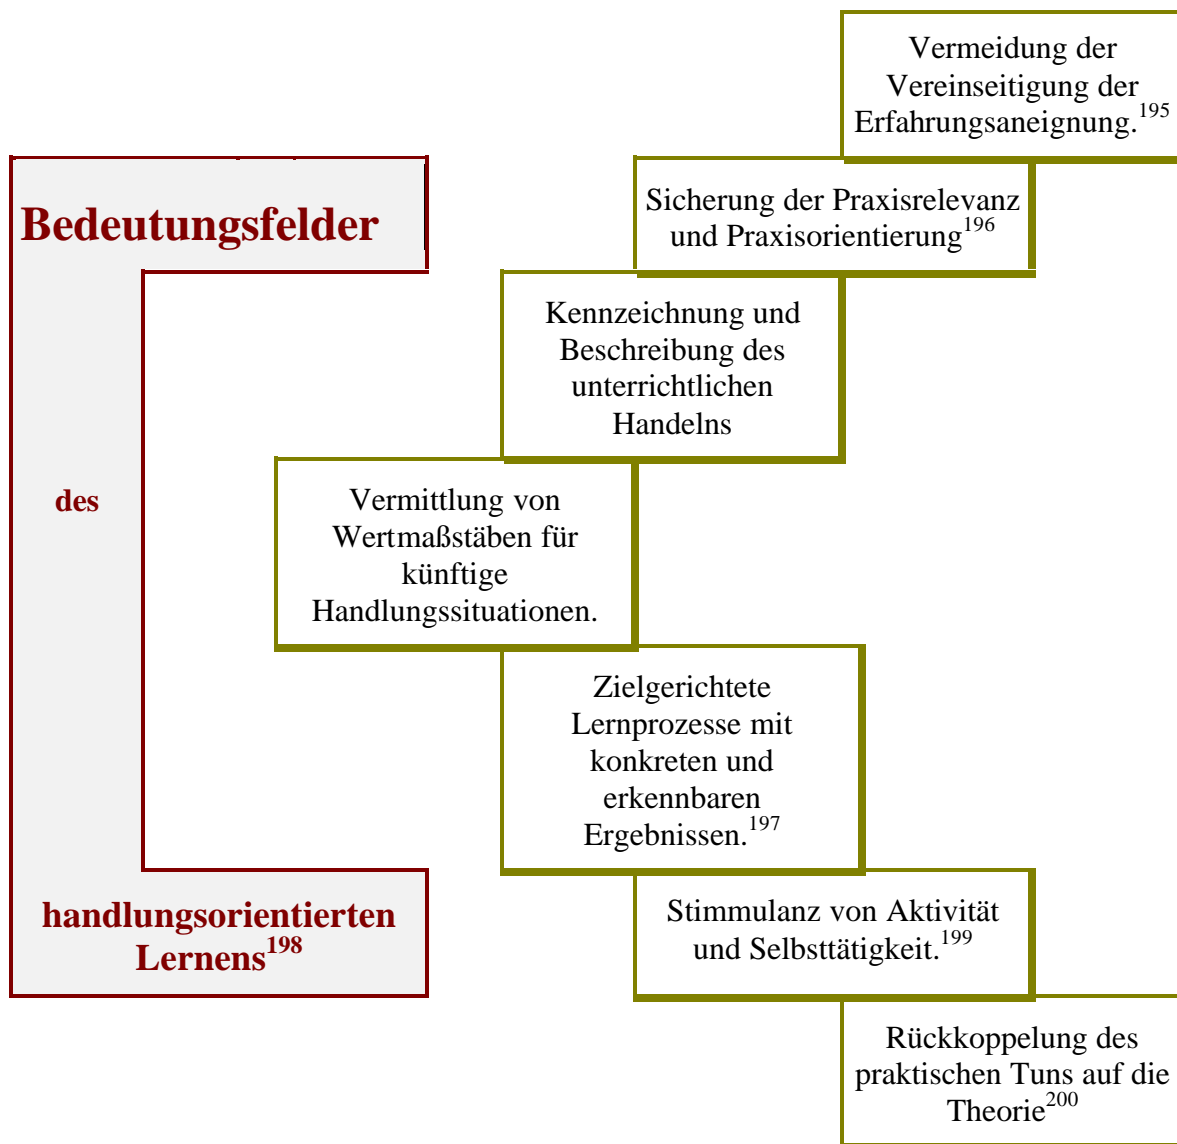 Vermeidung der
Vereinseitigung der
Erfahrungsaneignung.195
Bedeutungsfelder
Sicherung der Praxisrelevanz
und Praxisorientierung196
Kennzeichnung und
Beschreibung des
unterrichtlichen
Handelns
des
Vermittlung von
Wertmaßstäben für
künftige
Handlungssituationen.
Zielgerichtete
Lernprozesse mit
konkreten und
erkennbaren
Ergebnissen.197
handlungsorientierten
Lernens198
Stimmulanz von Aktivität
und Selbsttätigkeit.199
Rückkoppelung des
praktischen Tuns auf die
Theorie200